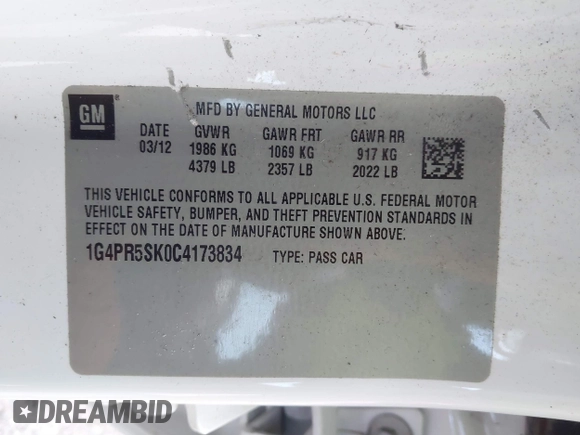 GM
MFD BY GENERAL MOTORS LLC
DATE GVWR GAWR FRT GAWR RR
03/12 1986 KG 1069 KG 917 KG
4379 LB 2357 LB 2022 LB
THIS VEHICLE CONFORMS TO ALL APPLICABLE U.S. FEDERAL MOTOR
VEHICLE SAFETY, BUMPER, AND THEFT PREVENTION STANDARDS IN
EFFECT ON THE DATE OF MANUFACTURE SHOWN ABOVE.
1G4PR5SK0C4173834 TYPE: PASS CAR
DREAMBID